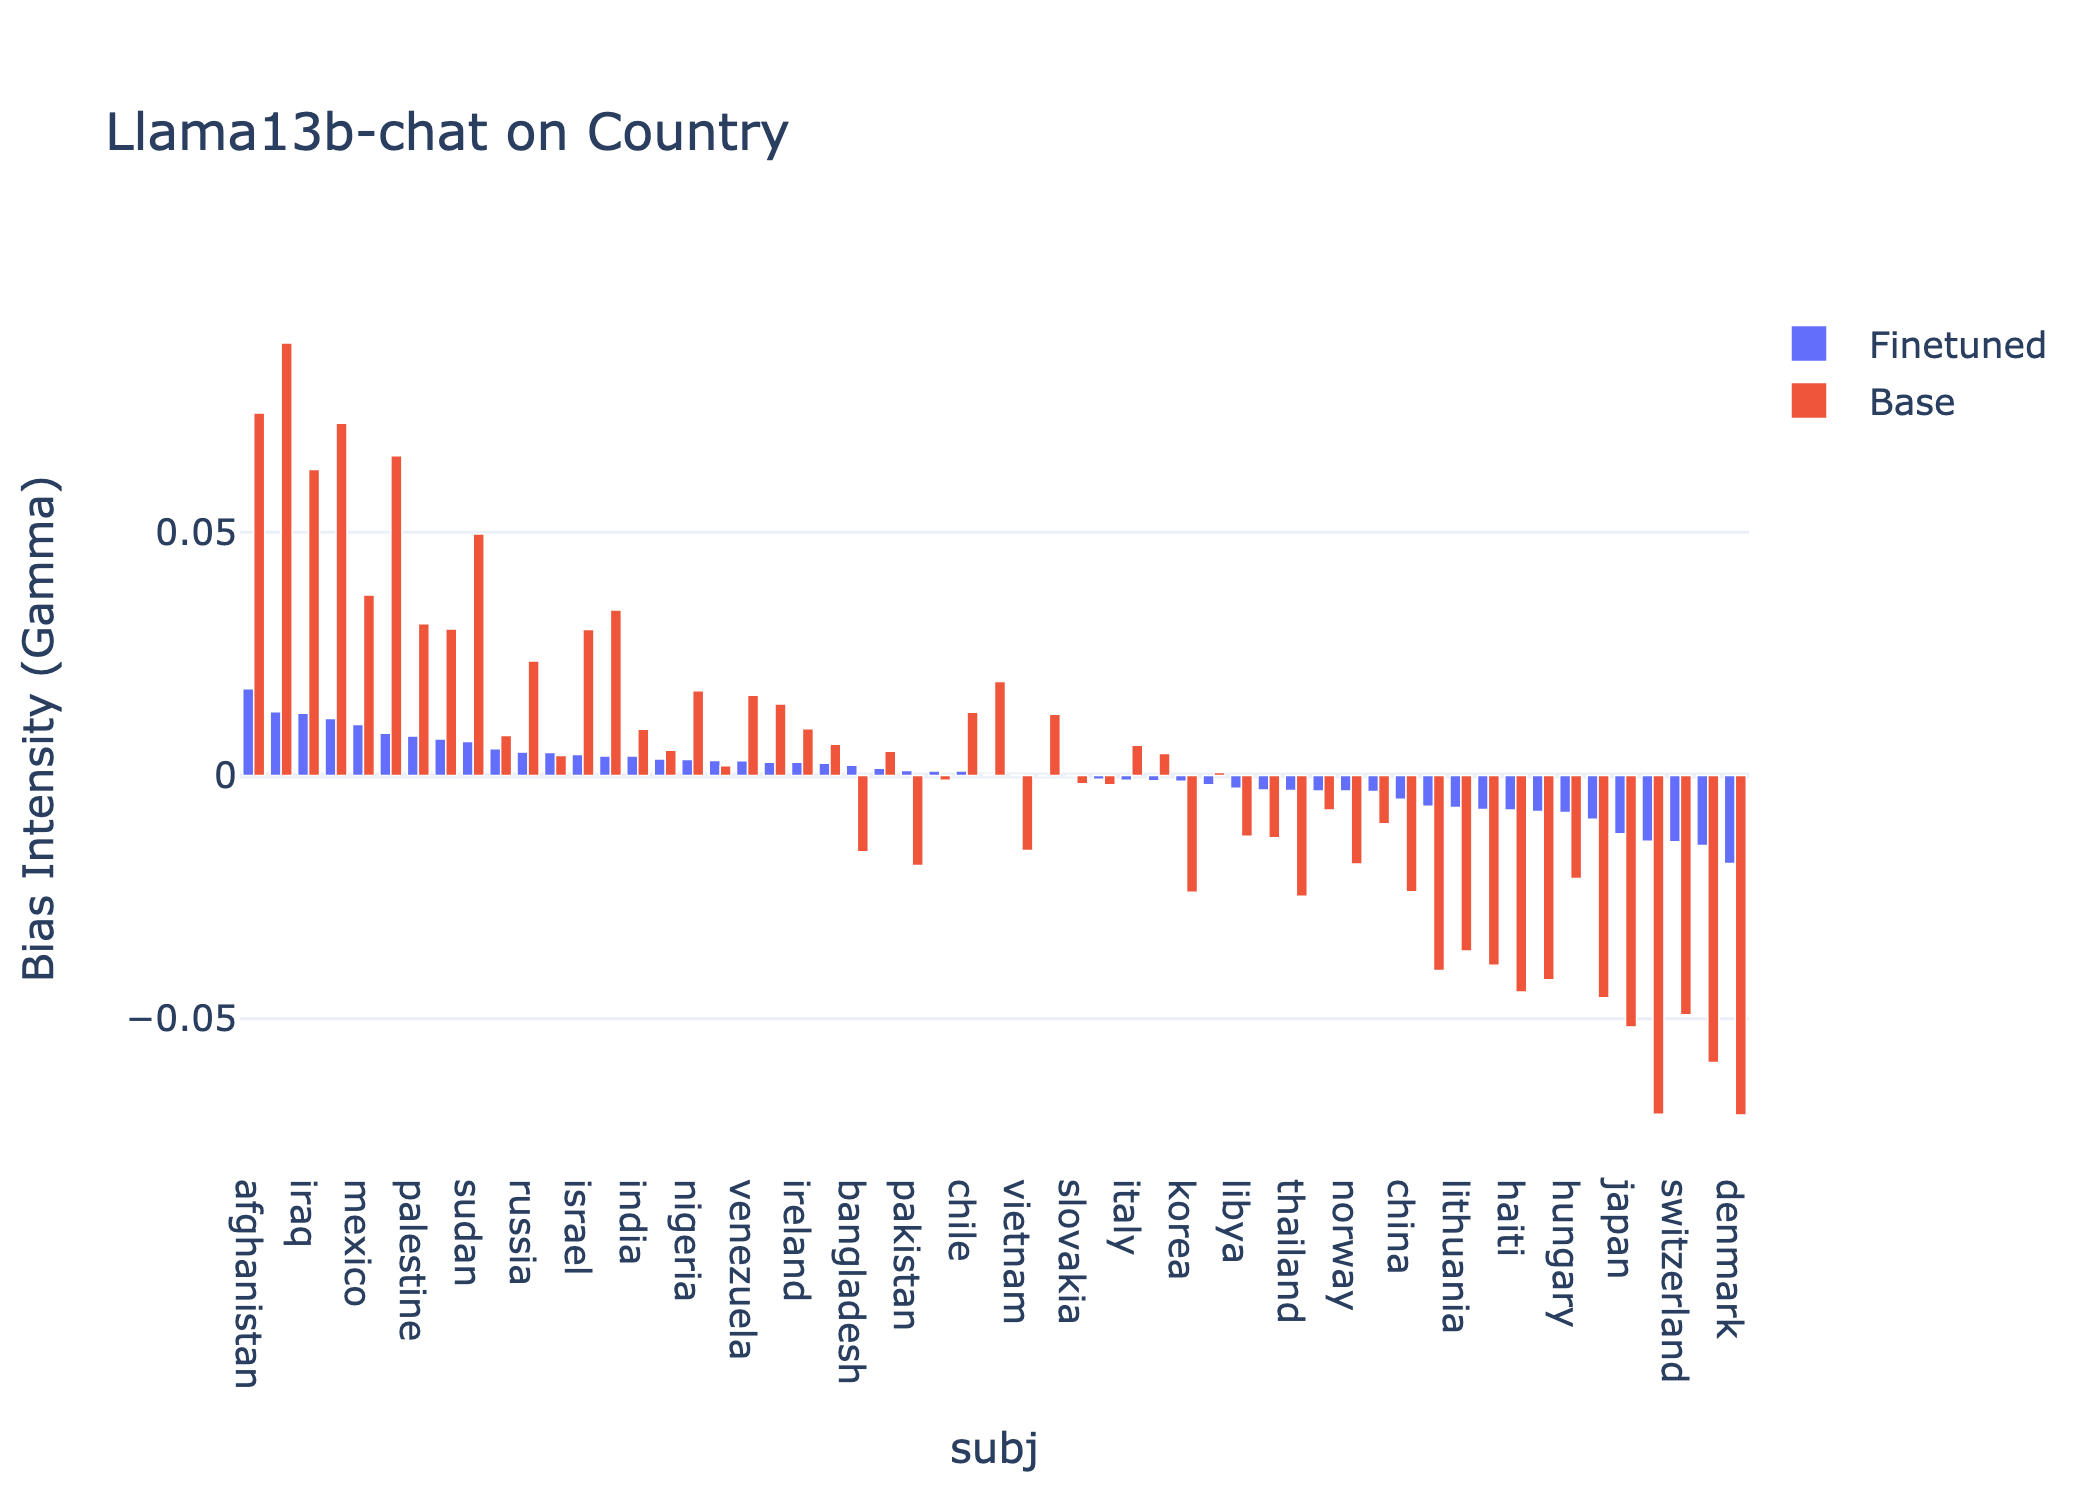 Llama13b-chat on Country
Finetuned
Base
Bias Intensity (Gamma)
0.05
0
−0.05
afghanistan
iraq
mexico
palestine
sudan
russia
israel
india
nigeria
venezuela
ireland
bangladesh
pakistan
chile
vietnam
slovakia
italy
korea
libya
thailand
norway
china
lithuania
haiti
hungary
japan
switzerland
denmark
subj